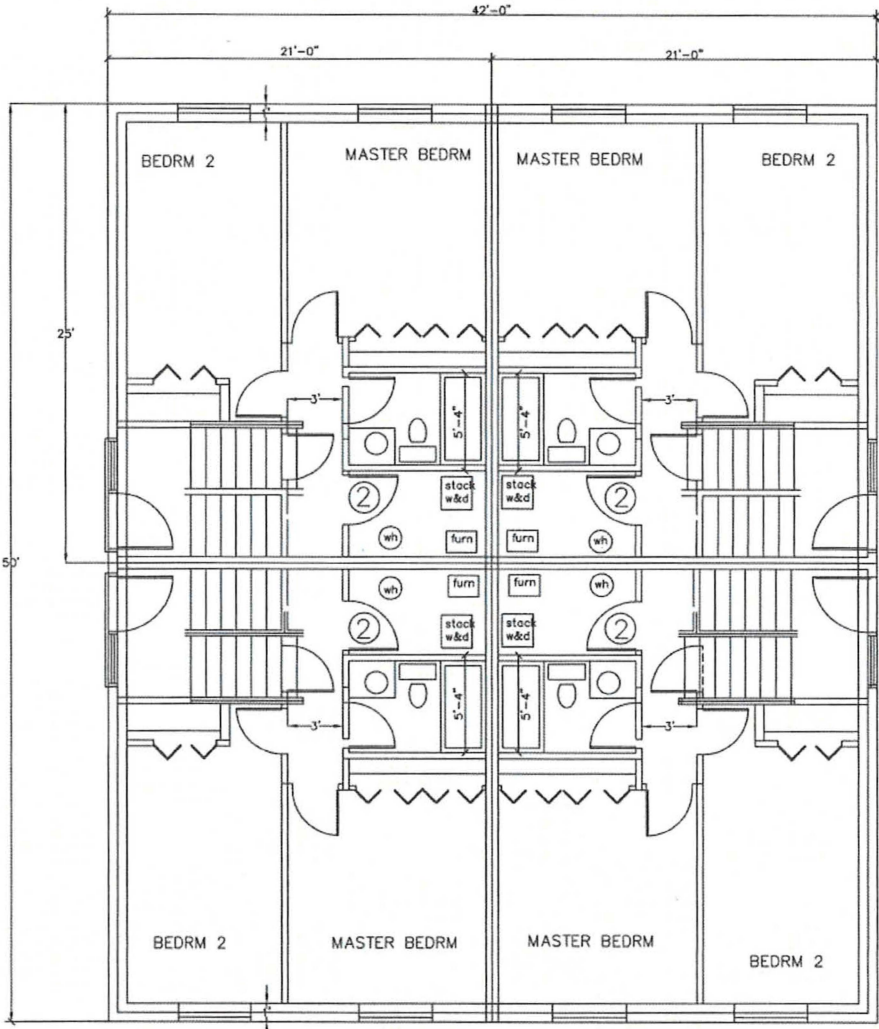 42'-0"
21'-0"
21'-0"
BEDRM 2
MASTER BEDRM
MASTER BEDRM
BEDRM 2
25'
3'
5'-4"
5'-4"
3'
2
stack
w&d
stack
w&d
2
wh
furn
furn
wh
50'
wh
furn
furn
wh
2
stack
w&d
stack
w&d
2
3'
5'-4"
5'-4"
3'
BEDRM 2
MASTER BEDRM
MASTER BEDRM
BEDRM 2